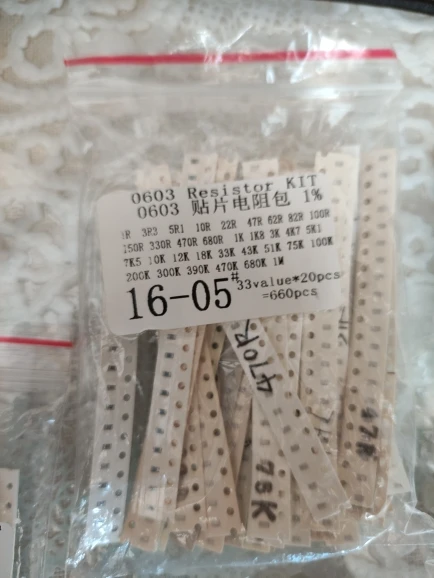 0603 Resistor KIT
0603 贴片电阻包 1%
3R3 5R1 10R 22R 47R 62R 82R 100R
150R 330R 470R 680R 1K 1K8 3K 4K7 5K1
7K5 10K 12K 18K 33K 43K 51K 75K 100K
200K 300K 390K 470K 680K 1M
16-05# 33value*20pcs
=660pcs
470R
75K
47R